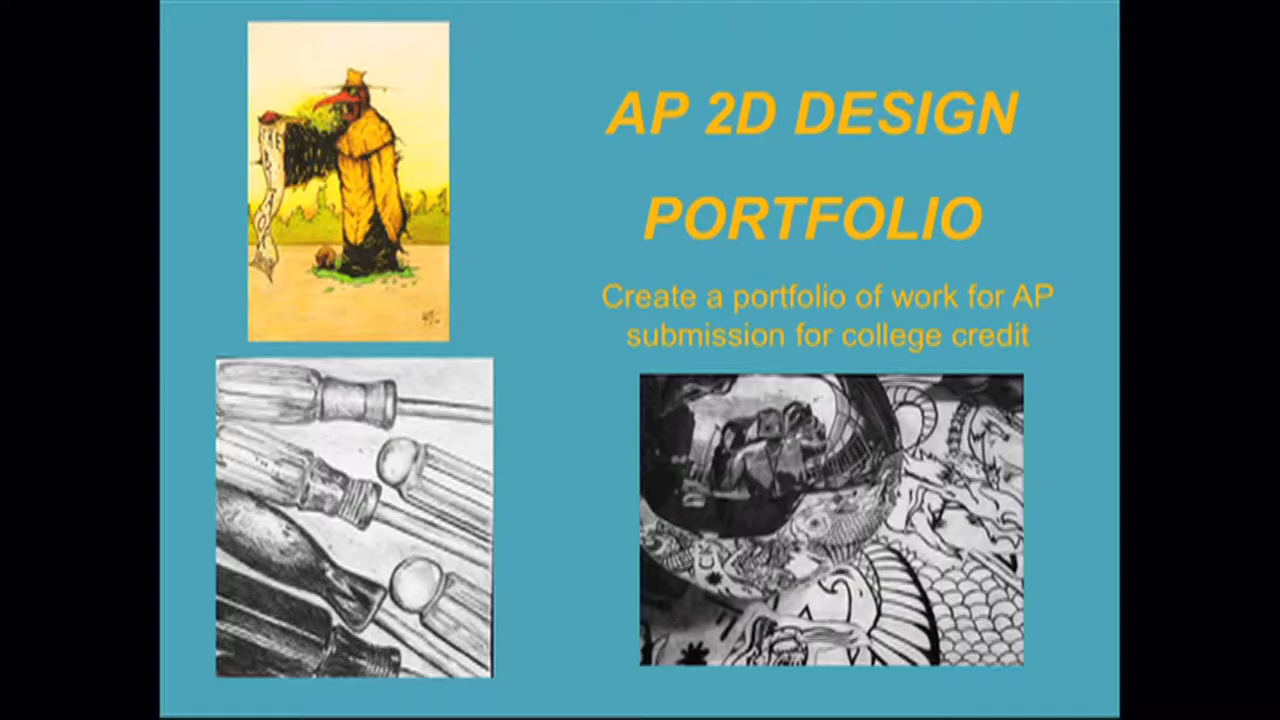 AP 2D DESIGN
PORTFOLIO
Create a portfolio of work for AP
submission for college credit